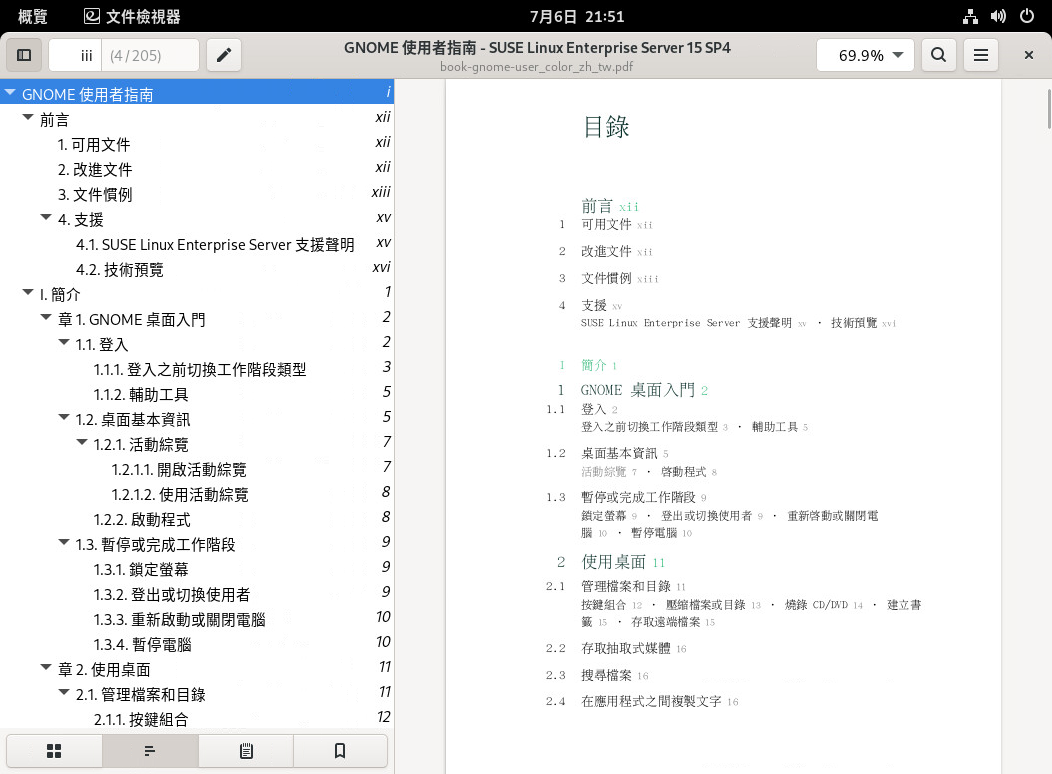 概覽
文件檢視器
7月6日 21:51
iii
(4 / 205)
GNOME 使用者指南 - SUSE Linux Enterprise Server 15 SP4
book-gnome-user_color_zh_tw.pdf
69.9%
GNOME 使用者指南 i
前言 xii
1. 可用文件 xii
2. 改進文件 xii
3. 文件慣例 xiii
4. 支援 xv
4.1. SUSE Linux Enterprise Server 支援聲明 xv
4.2. 技術預覽 xvi
I. 簡介 1
章 1. GNOME 桌面入門 2
1.1. 登入 2
1.1.1. 登入之前切換工作階段類型 3
1.1.2. 輔助工具 5
1.2. 桌面基本資訊 5
1.2.1. 活動綜覽 7
1.2.1.1. 開啟活動綜覽 7
1.2.1.2. 使用活動綜覽 8
1.2.2. 啟動程式 8
1.3. 暫停或完成工作階段 9
1.3.1. 鎖定螢幕 9
1.3.2. 登出或切換使用者 9
1.3.3. 重新啟動或關閉電腦 10
1.3.4. 暫停電腦 10
章 2. 使用桌面 11
2.1. 管理檔案和目錄 11
2.1.1. 按鍵組合 12
目錄
前言 xii
1 可用文件 xii
2 改進文件 xii
3 文件慣例 xiii
4 支援 xv
SUSE Linux Enterprise Server 支援聲明 xv • 技術預覽 xvi
I 簡介 1
1 GNOME 桌面入門 2
1.1 登入 2
登入之前切換工作階段類型 3 • 輔助工具 5
1.2 桌面基本資訊 5
活動綜覽 7 • 啟動程式 8
1.3 暫停或完成工作階段 9
鎖定螢幕 9 • 登出或切換使用者 9 • 重新啟動或關閉電
腦 10 • 暫停電腦 10
2 使用桌面 11
2.1 管理檔案和目錄 11
按鍵組合 12 • 壓縮檔案或目錄 13 • 燒錄 CD/DVD 14 • 建立書
籤 15 • 存取遠端檔案 15
2.2 存取抽取式媒體 16
2.3 搜尋檔案 16
2.4 在應用程式之間複製文字 16